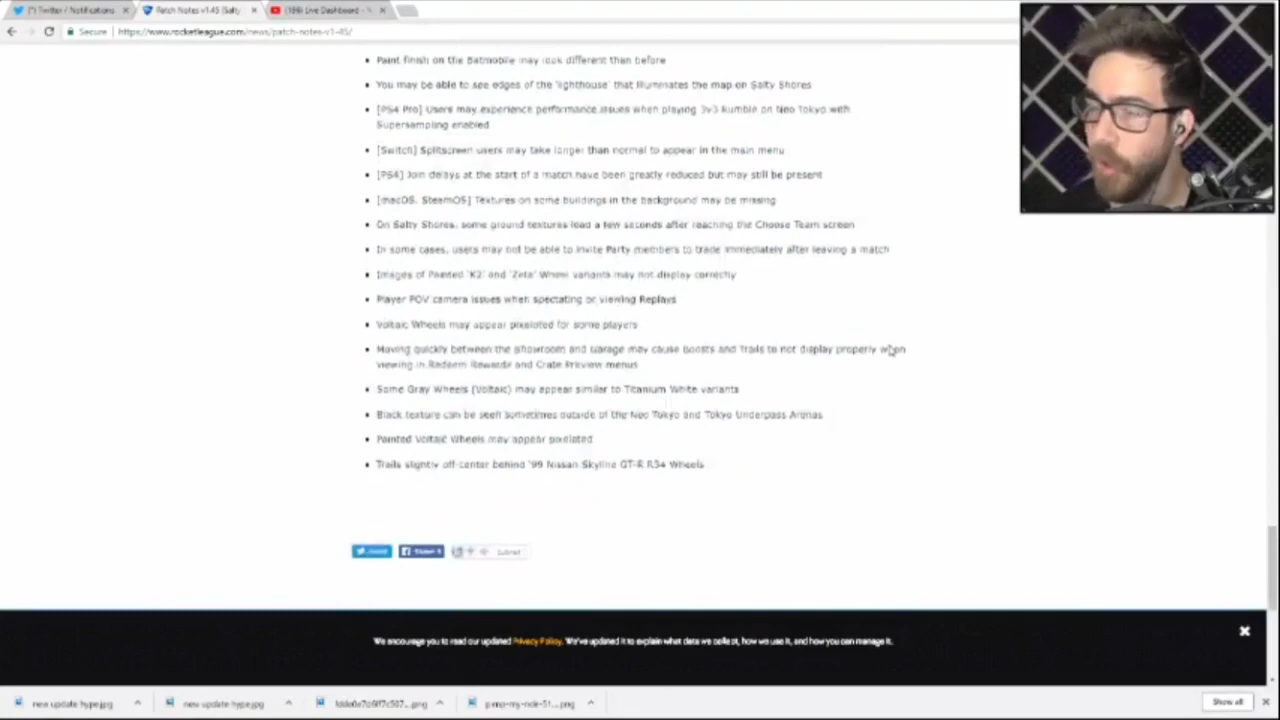 (*) Twitter / Notifications
Patch Notes v1.45 (Salty
(199) Live Dashboard -
Secure
https://www.rocketleague.com/news/patch-notes-v1-45/
Paint finish on the Batmobile may look different than before
You may be able to see edges of the 'lighthouse' that illuminates the map on Salty Shores
[PS4 Pro] Users may experience performance issues when playing 3v3 Rumble on Neo Tokyo with
Supersampling enabled
[Switch] Splitscreen users may take longer than normal to appear in the main menu
[PS4] Join delays at the start of a match have been greatly reduced but may still be present
[macOS, SteamOS] Textures on some buildings in the background may be missing
On Salty Shores, some ground textures load a few seconds after reaching the Choose Team screen
In some cases, users may not be able to invite Party members to trade immediately after leaving a match
Images of Painted 'K2' and 'Zeta' Wheel variants may not display correctly
Player POV camera issues when spectating or viewing Replays
Voltaic Wheels may appear pixelated for some players
Moving quickly between the Showroom and Garage may cause Boosts and Trails to not display properly when
viewing in Redeem Rewards and Crate Preview menus
Some Gray Wheels (Voltaic) may appear similar to Titanium White variants
Black texture can be seen sometimes outside of the Neo Tokyo and Tokyo Underpass Arenas
Painted Voltaic Wheels may appear pixelated
Trails slightly off-center behind '99 Nissan Skyline GT-R R34 Wheels
Tweet
Share
Submit
We encourage you to read our updated Privacy Policy. We've updated it to explain what data we collect, how we use it, and how you can manage it.
new update hype.jpg
new update hype.jpg
Show all